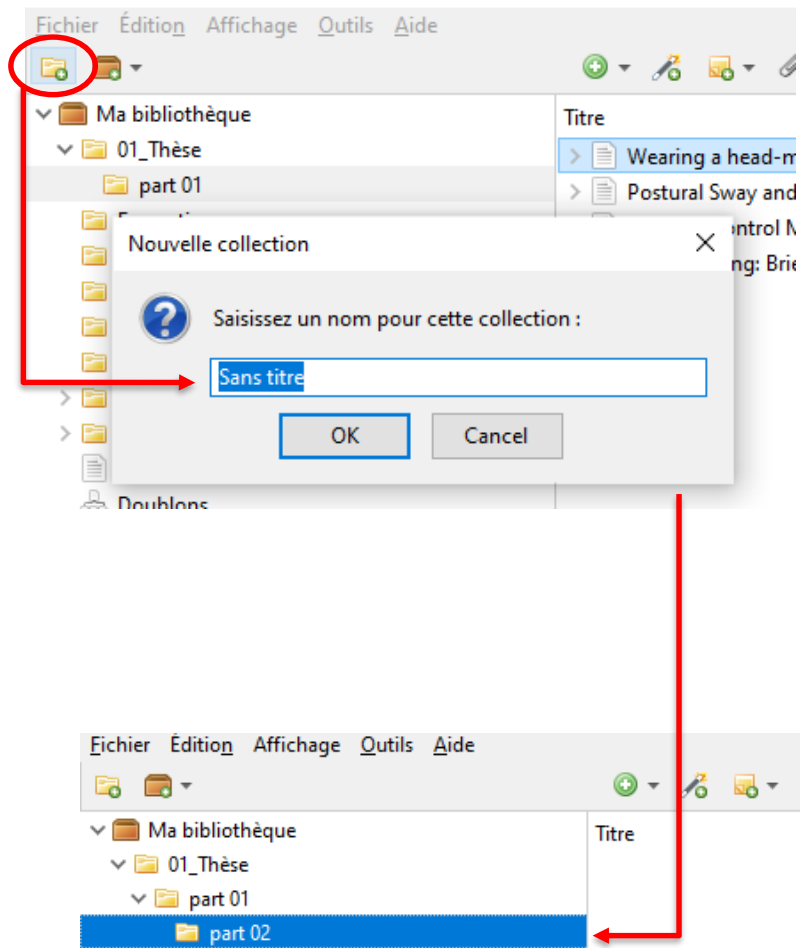 Fichier Édition Affichage Outils Aide
Ma bibliothèque
Titre
01_Thèse
Wearing a head-m
part 01
Postural Sway and
ntrol M
Nouvelle collection
ng: Brie
Saisissez un nom pour cette collection :
Sans titre
OK Cancel
Doublons
Fichier Édition Affichage Outils Aide
Ma bibliothèque
Titre
01_Thèse
part 01
part 02